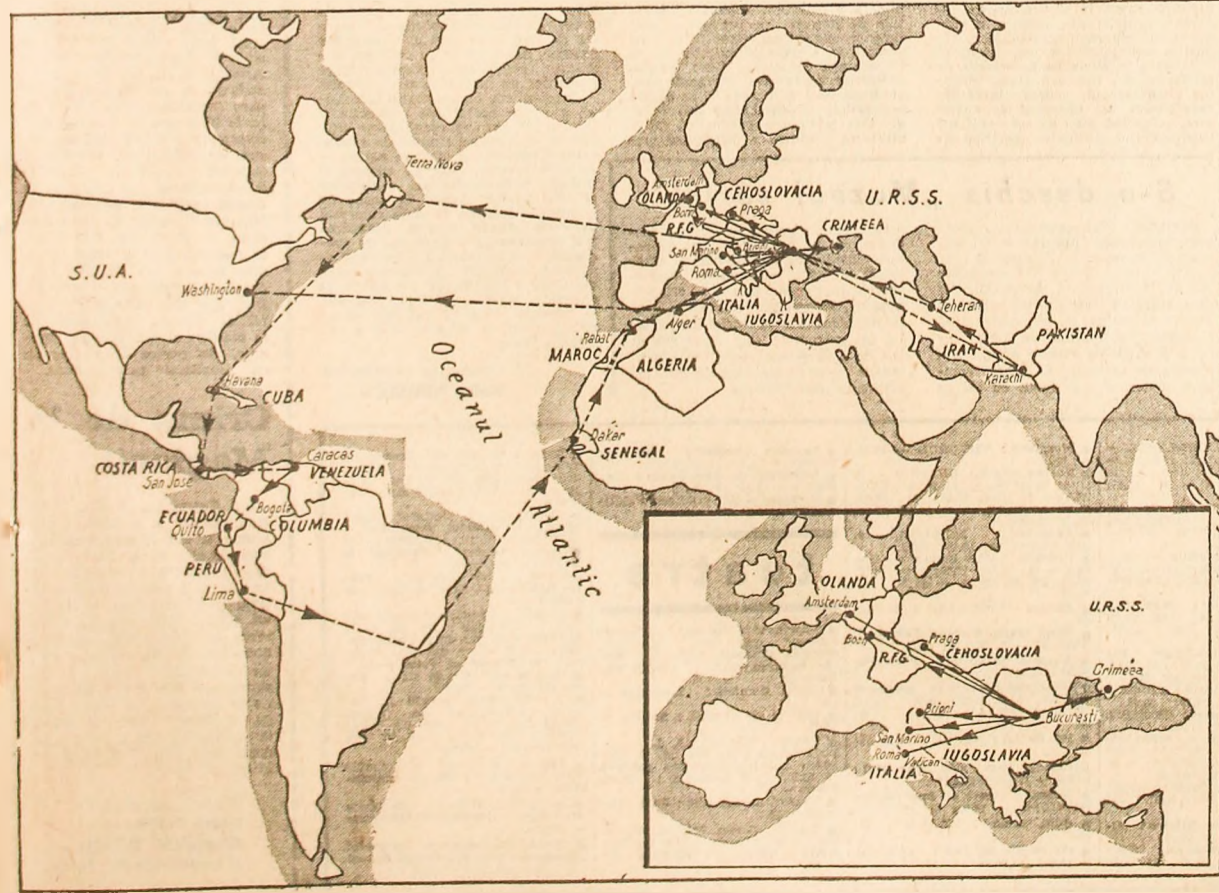 Terra Nova
S.U.A.
Washington
Havana
CUBA
COSTA RICA
San José
Caracas
VENEZUELA
Bogota
COLUMBIA
ECUADOR
Quito
PERU
Lima
Oceanul
Atlantic
Amsterdam
OLANDA
Bonn
R.F.G
CEHOSLOVACIA
Praga
U.R.S.S.
CRIMEEA
San Marino
Brioni
Roma
ITALIA
IUGOSLAVIA
Alger
Rabat
MAROC
ALGERIA
Dakar
SENEGAL
Teheran
IRAN
PAKISTAN
Karachi
OLANDA
Amsterdam
Bonn
R.F.G.
Praga
CEHOSLOVACIA
U.R.S.S.
Crimeea
Bucuresti
Brioni
San Marino
Roma
Vatican
ITALIA
IUGOSLAVIA